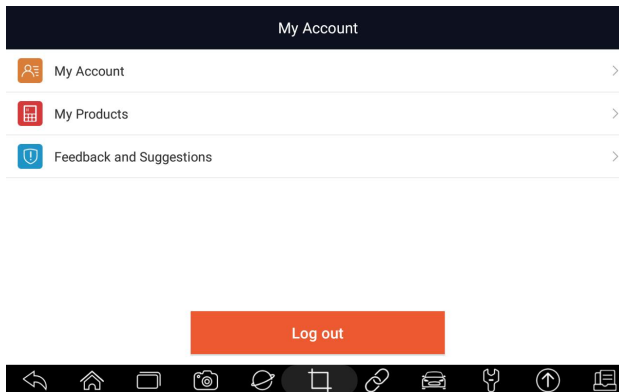 My Account
My Account
My Products
Feedback and Suggestions
Log out